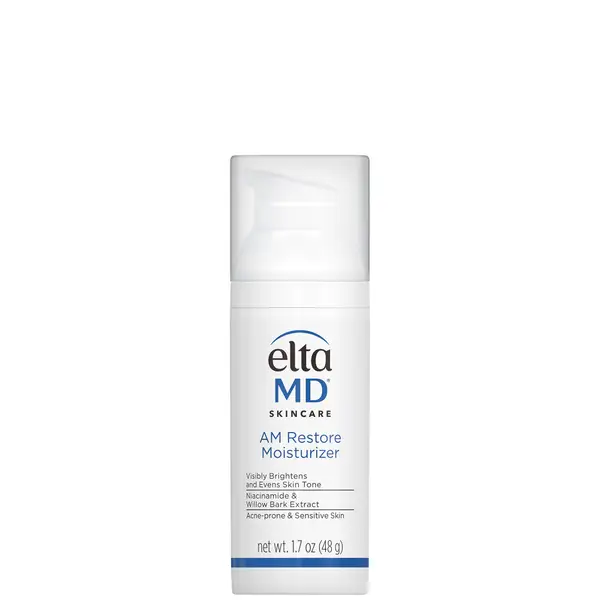 elta
MD®
SKINCARE
AM Restore
Moisturizer
Visibly Brightens
and Evens Skin Tone
Niacinamide &
Willow Bark Extract
Acne-prone & Sensitive Skin
net wt. 1.7 oz (48 g)